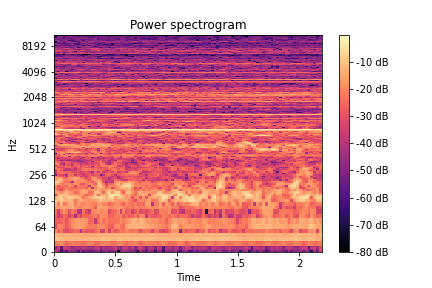 Power spectrogram
8192
4096
2048
1024
512
256
128
64
0
Hz
0
0.5
1
1.5
2
Time
-10 dB
-20 dB
-30 dB
-40 dB
-50 dB
-60 dB
-70 dB
-80 dB